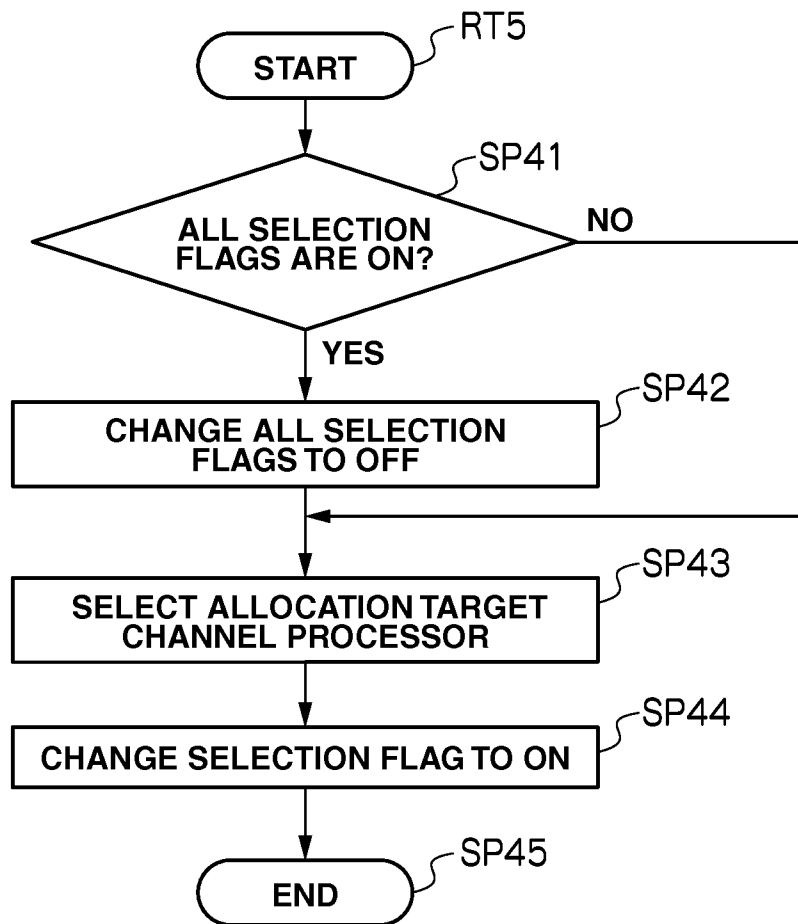 RT5
START
SP41
ALL SELECTION
FLAGS ARE ON?
NO
YES
SP42
CHANGE ALL SELECTION
FLAGS TO OFF
SP43
SELECT ALLOCATION TARGET
CHANNEL PROCESSOR
SP44
CHANGE SELECTION FLAG TO ON
SP45
END